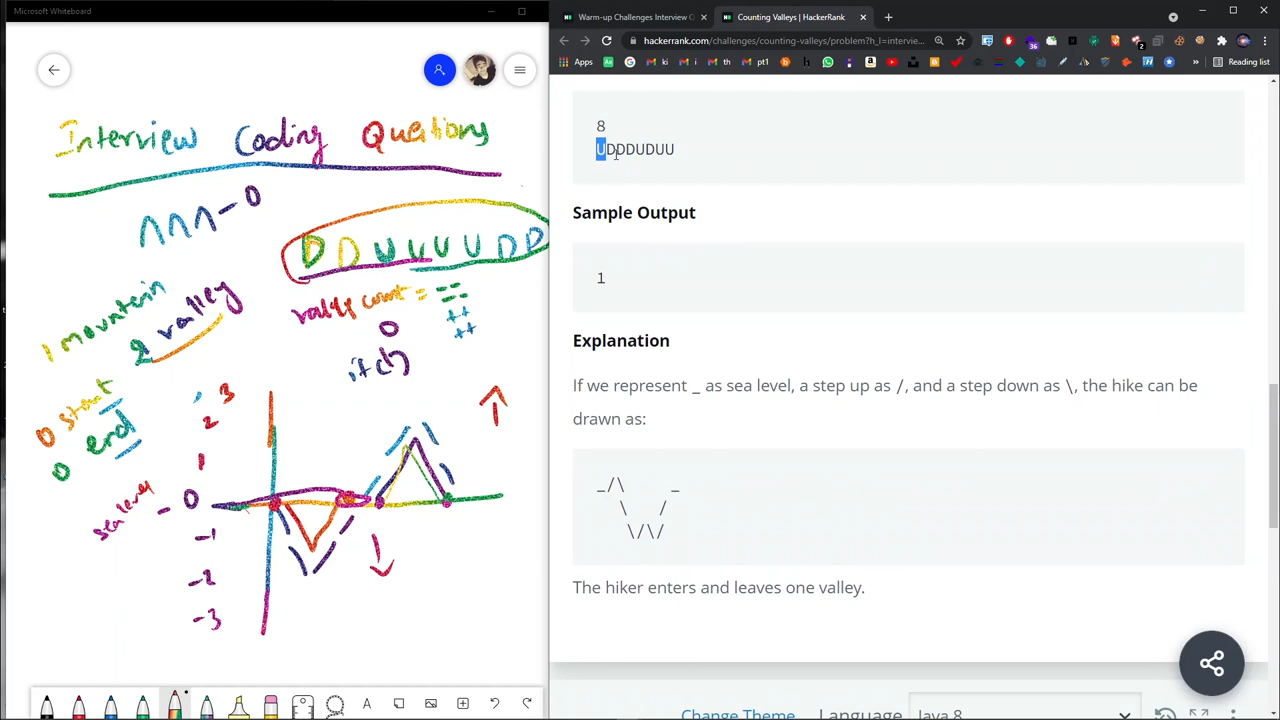 Microsoft Whiteboard
Interview Coding Quations
- 0
D D U U U U D D
valley count =
--
--
++
++
0
if( )
1 mountain
2 valley
0 start
0 end
3
2
1
sea level - 0
-1
-2
-3
Warm-up Challenges Interview Q
Counting Valleys | HackerRank
hackerrank.com/challenges/counting-valleys/problem?h_l=intervie...
Apps
ki
i
th
pt1
Reading list
8
UDDDUDUU
Sample Output
1
Explanation
If we represent _ as sea level, a step up as /, and a step down as \, the hike can be
drawn as:
_/\      _
   \    /
    \/\/
The hiker enters and leaves one valley.
Change Theme Language Java 8